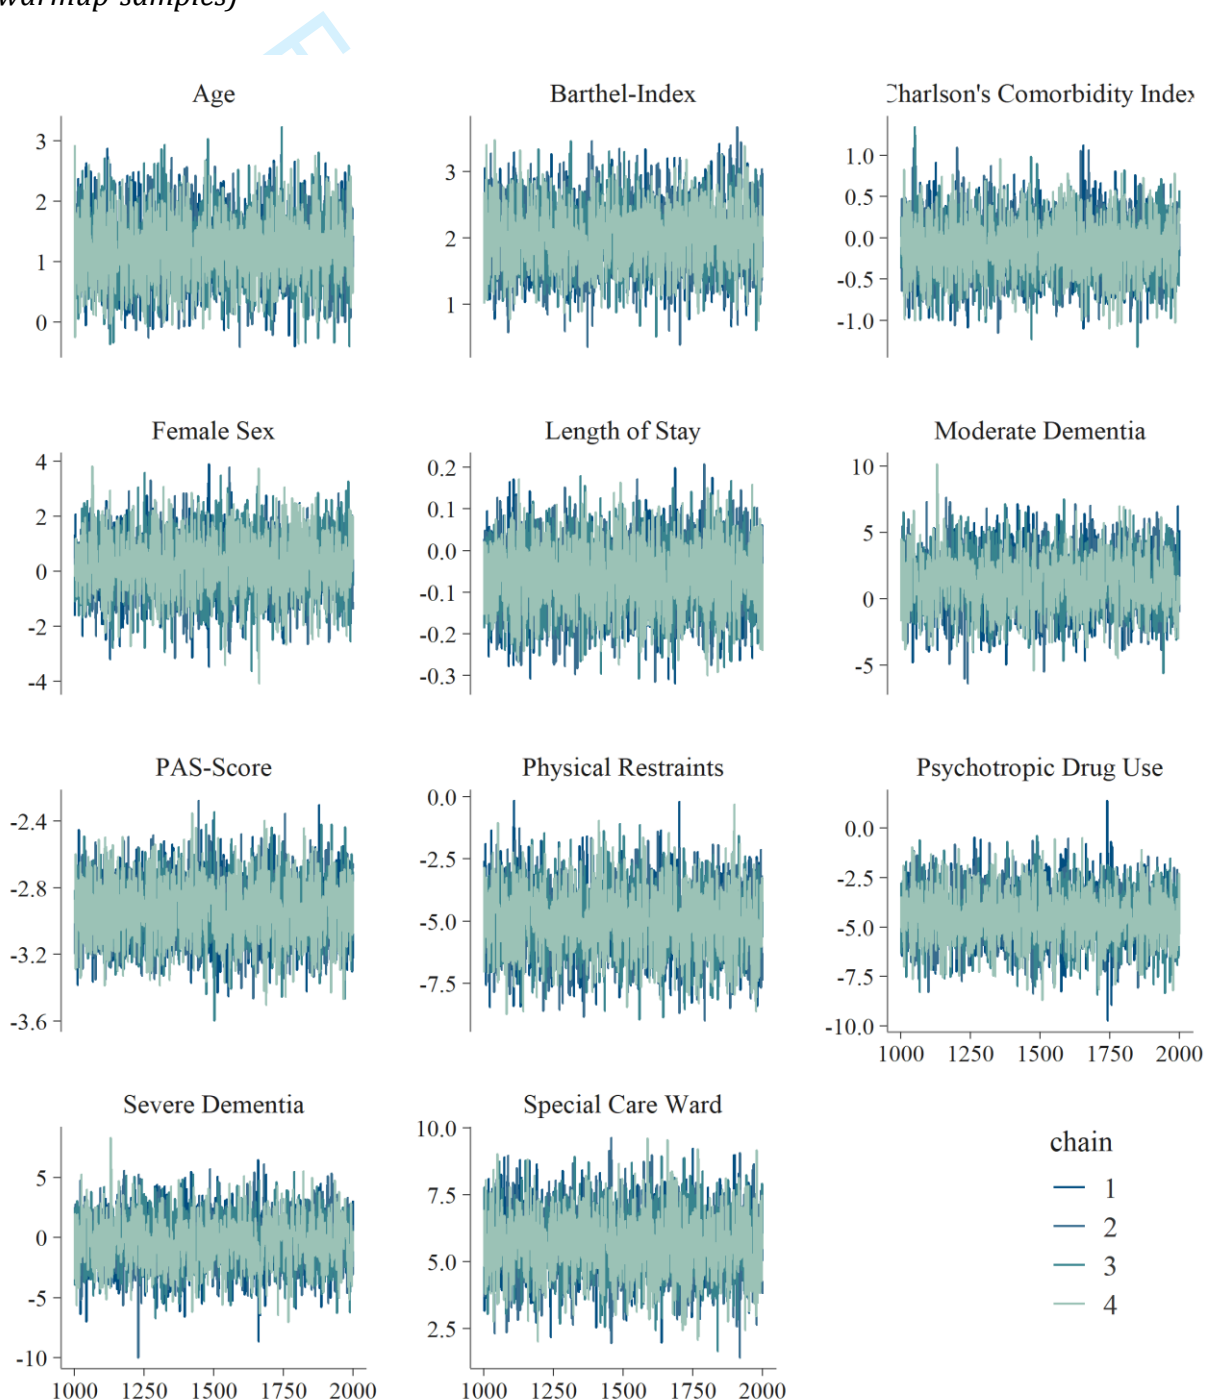 warmup-samples)
Age Barthel-Index Charlson's Comorbidity Index
3 2 1 0
3 2 1
1.0 0.5 0.0 -0.5 -1.0
Female Sex Length of Stay Moderate Dementia
4 2 0 -2 -4
0.2 0.1 0.0 -0.1 -0.2 -0.3
10 5 0 -5
PAS-Score Physical Restraints Psychotropic Drug Use
-2.4 -2.8 -3.2 -3.6
0.0 -2.5 -5.0 -7.5
0.0 -2.5 -5.0 -7.5 -10.0
1000 1250 1500 1750 2000
Severe Dementia Special Care Ward
5 0 -5 -10
10.0 7.5 5.0 2.5
1000 1250 1500 1750 2000
1000 1250 1500 1750 2000
chain
1
2
3
4